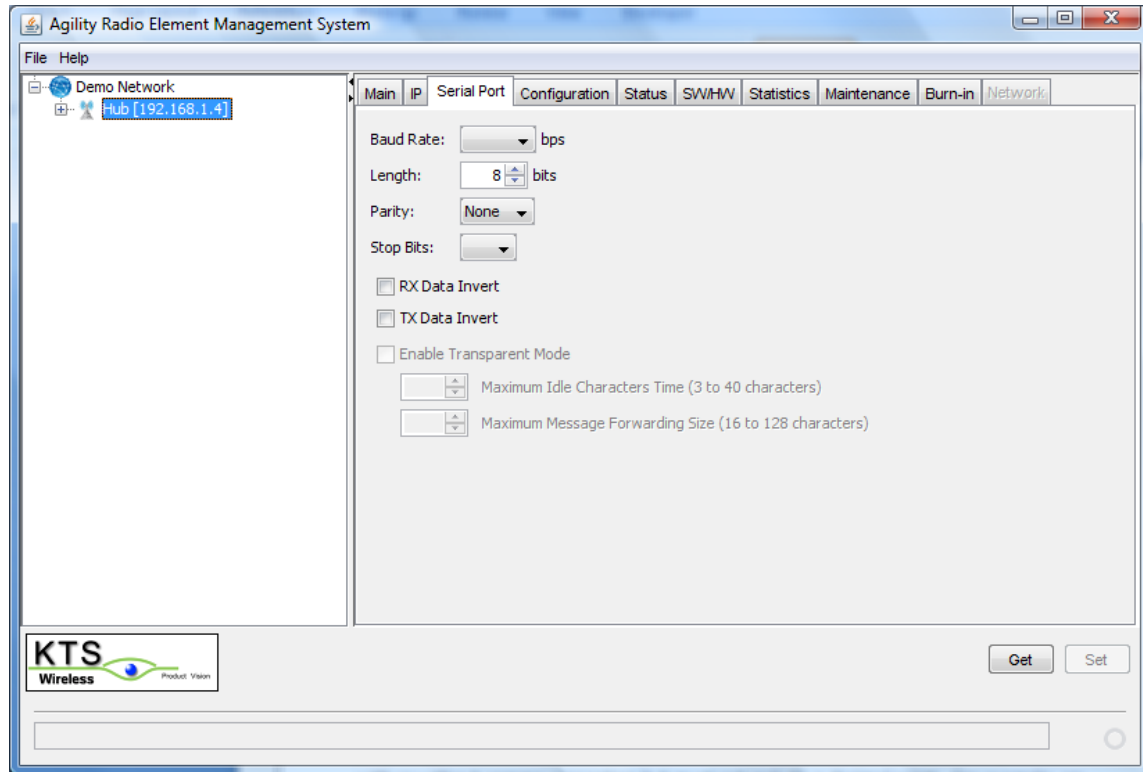 Agility Radio Element Management System
File Help
Demo Network
Hub [192.168.1.4]
Main IP Serial Port Configuration Status SW/HW Statistics Maintenance Burn-in Network
Baud Rate: bps
Length: 8 bits
Parity: None
Stop Bits:
RX Data Invert
TX Data Invert
Enable Transparent Mode
Maximum Idle Characters Time (3 to 40 characters)
Maximum Message Forwarding Size (16 to 128 characters)
KTS
Wireless Product Vision
Get Set